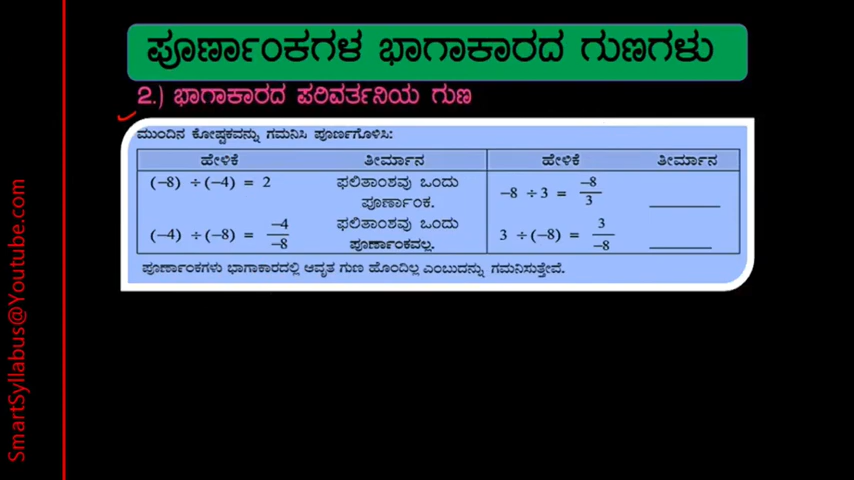 ಪೂರ್ಣಾಂಕಗಳ ಭಾಗಾಕಾರದ ಗುಣಗಳು
2.) ಭಾಗಾಕಾರದ ಪರಿವರ್ತನಿಯ ಗುಣ
ಮುಂದಿನ ಕೋಷ್ಟಕವನ್ನು ಗಮನಿಸಿ ಪೂರ್ಣಗೊಳಿಸಿ:
ಹೇಳಿಕೆ ತೀರ್ಮಾನ ಹೇಳಿಕೆ ತೀರ್ಮಾನ
(−8) ÷ (−4) = 2 ಫಲಿತಾಂಶವು ಒಂದು ಪೂರ್ಣಾಂಕ. −8 ÷ 3 = −8/3 ________
(−4) ÷ (−8) = −4/−8 ಫಲಿತಾಂಶವು ಒಂದು ಪೂರ್ಣಾಂಕವಲ್ಲ. 3 ÷ (−8) = 3/−8 ________
ಪೂರ್ಣಾಂಕಗಳು ಭಾಗಾಕಾರದಲ್ಲಿ ಆವೃತ ಗುಣ ಹೊಂದಿಲ್ಲ ಎಂಬುದನ್ನು ಗಮನಿಸುತ್ತೇವೆ.
SmartSyllabus@Youtube.com